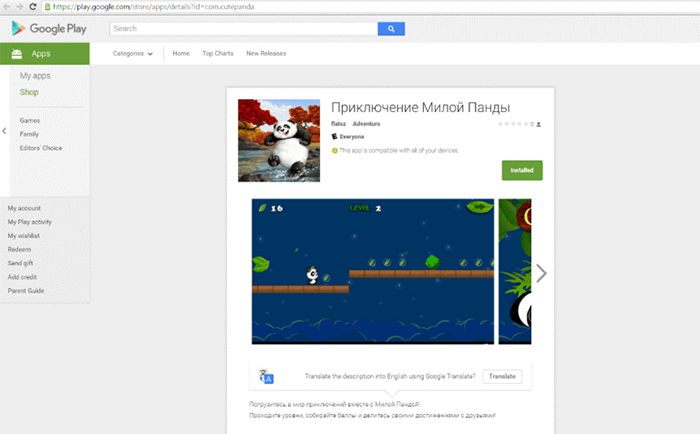 https://play.google.com/store/apps/details?id=com.cutepanda
Google Play
Search
Apps
Categories
Home
Top Charts
New Releases
My apps
Shop
Games
Family
Editors' Choice
My account
My Play activity
My wishlist
Redeem
Send gift
Add credit
Parent Guide
Приключение Милой Панды
Adventure
0
Everyone
This app is compatible with all of your devices.
Installed
16
LEVEL 2
Translate the description into English using Google Translate?
Translate
Погрузитесь в мир приключений вместе с Милой Пандой!
Проходите уровни, собирайте баллы и делитесь своими достижениями с друзьями!